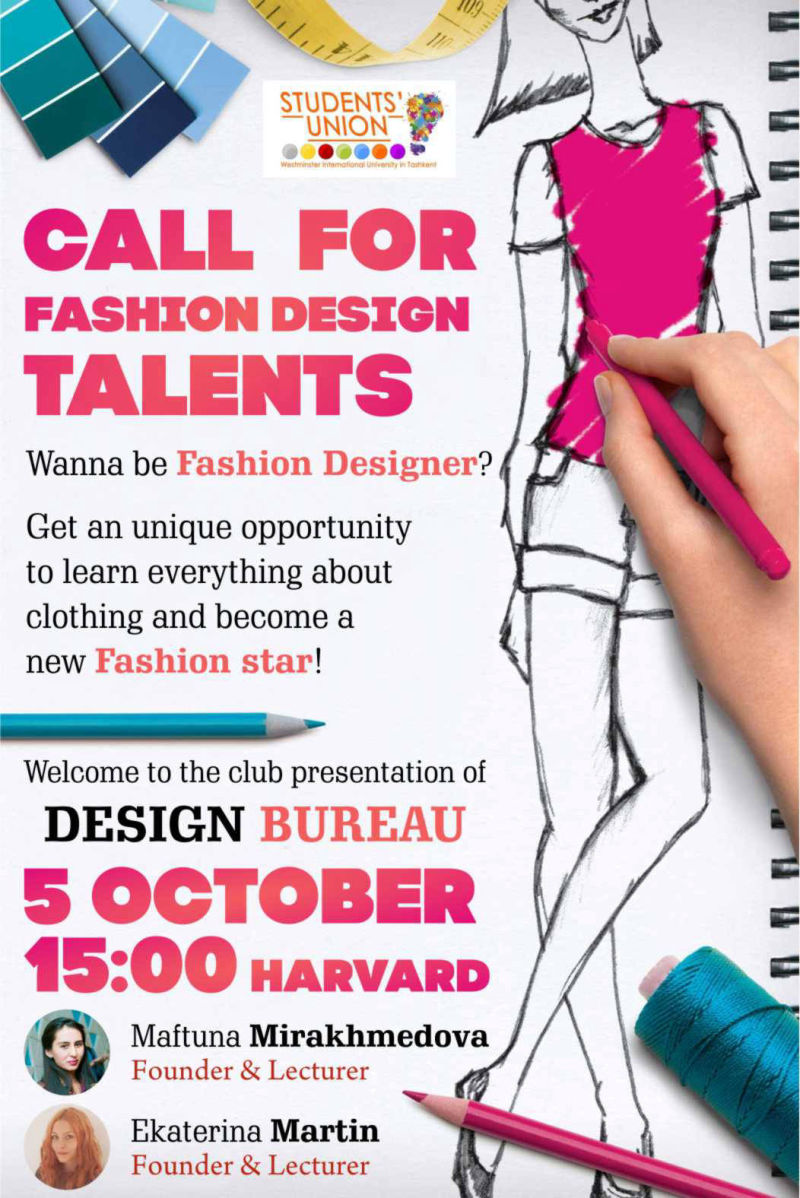 109
110
STUDENTS'
UNION
Westminster International University in Tashkent
CALL FOR
FASHION DESIGN
TALENTS
Wanna be Fashion Designer?
Get an unique opportunity
to learn everything about
clothing and become a
new Fashion star!
Welcome to the club presentation of
DESIGN BUREAU
5 OCTOBER
15:00 HARVARD
Maftuna Mirakhmedova
Founder & Lecturer
Ekaterina Martin
Founder & Lecturer